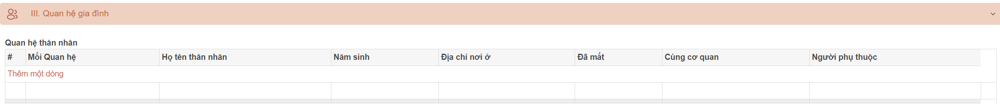 III. Quan hệ gia đình
Quan hệ thân nhân
# Mối Quan hệ Họ tên thân nhân Năm sinh Địa chỉ nơi ở Đã mất Cùng cơ quan Người phụ thuộc
Thêm một dòng